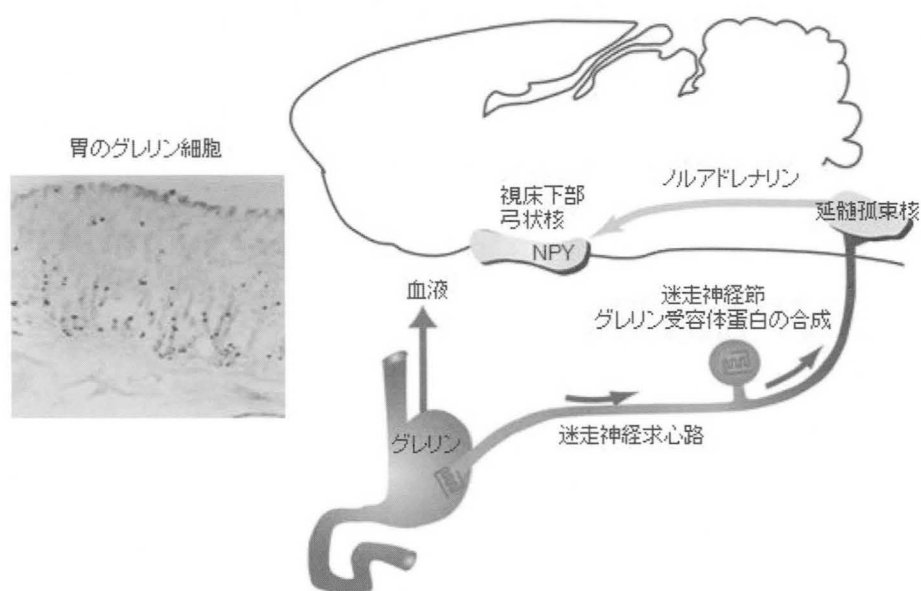 胃のグレリン細胞
視床下部
弓状核
NPY
ノルアドレナリン
延髄孤束核
血液
迷走神経節
グレリン受容体蛋白の合成
グレリン
迷走神経求心路